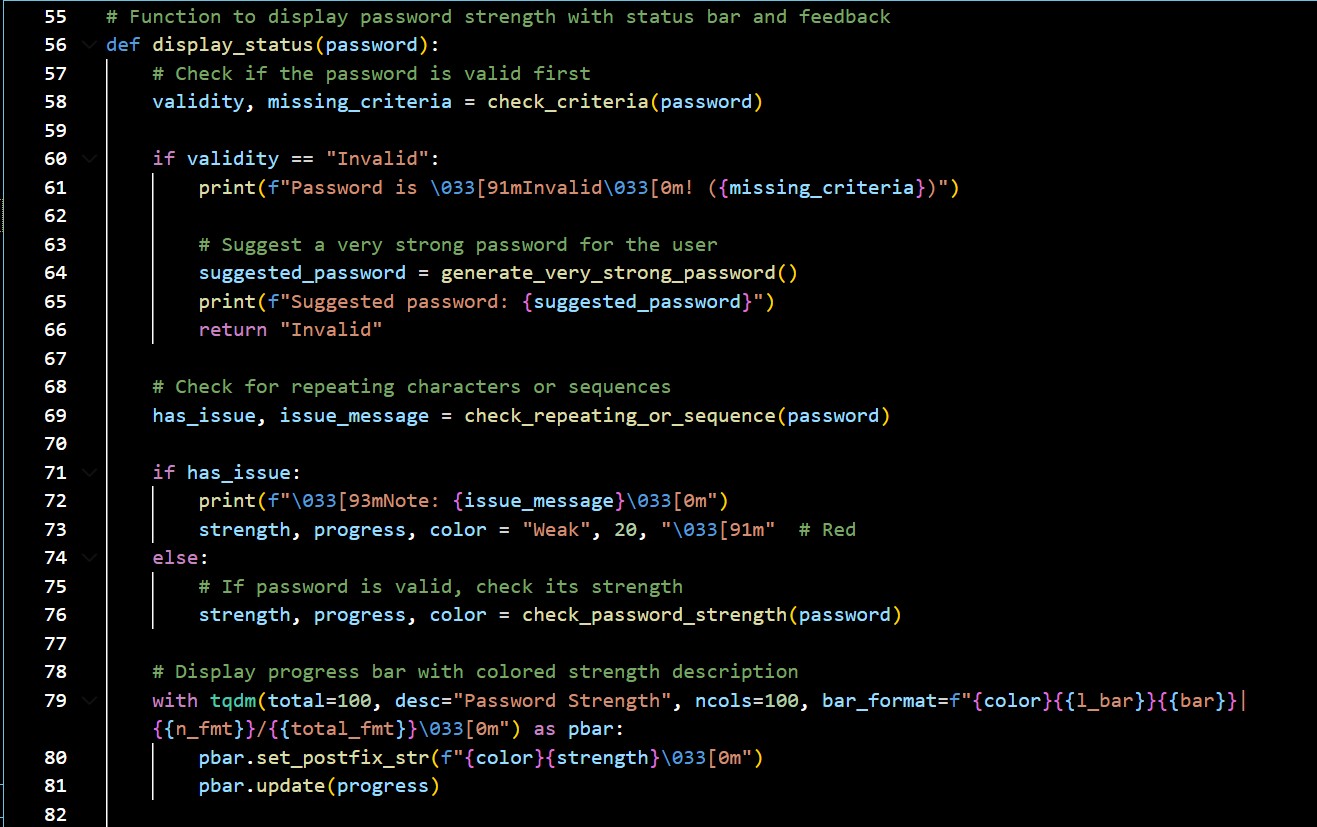 55 # Function to display password strength with status bar and feedback
56 def display_status(password):
57     # Check if the password is valid first
58     validity, missing_criteria = check_criteria(password)
59
60     if validity == "Invalid":
61         print(f"Password is \033[91mInvalid\033[0m! ({missing_criteria})")
62
63         # Suggest a very strong password for the user
64         suggested_password = generate_very_strong_password()
65         print(f"Suggested password: {suggested_password}")
66         return "Invalid"
67
68     # Check for repeating characters or sequences
69     has_issue, issue_message = check_repeating_or_sequence(password)
70
71     if has_issue:
72         print(f"\033[93mNote: {issue_message}\033[0m")
73         strength, progress, color = "Weak", 20, "\033[91m"  # Red
74     else:
75         # If password is valid, check its strength
76         strength, progress, color = check_password_strength(password)
77
78     # Display progress bar with colored strength description
79     with tqdm(total=100, desc="Password Strength", ncols=100, bar_format=f"{color}{{l_bar}}{{bar}}|
    {{n_fmt}}/{{total_fmt}}\033[0m") as pbar:
80         pbar.set_postfix_str(f"{color}{strength}\033[0m")
81         pbar.update(progress)
82